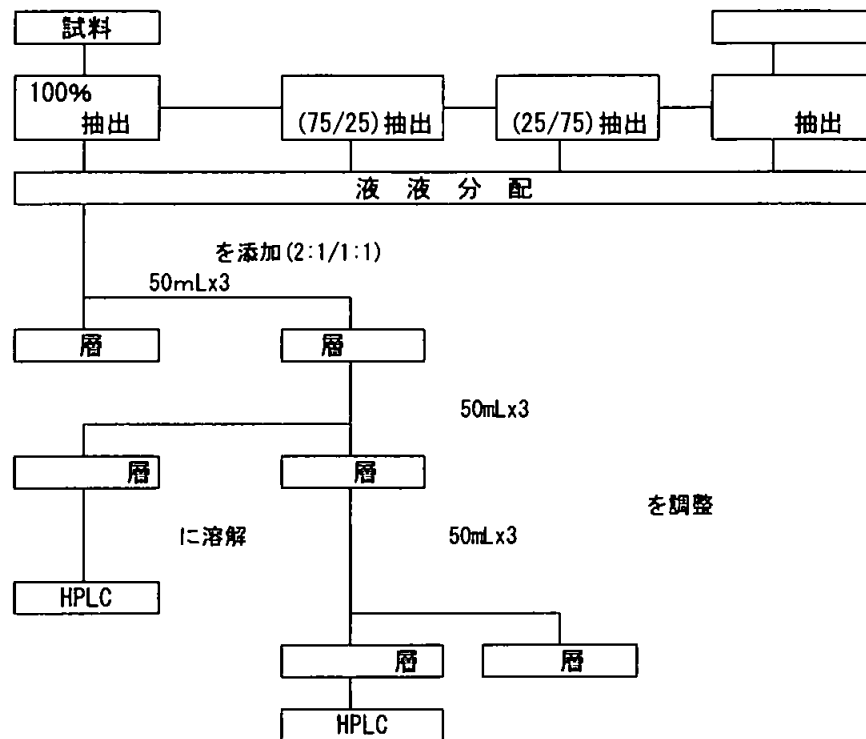 試料
100%
抽出
(75/25)抽出
(25/75)抽出
抽出
液液分配
を添加(2:1/1:1)
50mLx3
層
層
50mLx3
層
層
を調整
に溶解
50mLx3
HPLC
層
層
HPLC